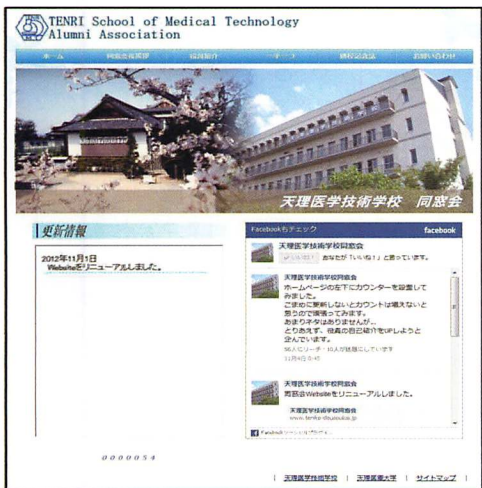 TENRI School of Medical Technology
Alumni Association
ホーム
お問い合わせ
天理医学技術学校 同窓会
更新情報
2012年11月1日
Websiteをリニューアルしました。
Facebookもチェック facebook
天理医学技術学校同窓会
いいね! あなたが「いいね!」と言っています。
天理医学技術学校同窓会
ホームページの左下にカウンターを設置して
みました。
こまめに更新しないとカウントは増えないと
思うので頑張ってみます。
あまりネタはありませんが...
とりあえず、役員の自己紹介をUPしようと
企んでいます。
11月4日 0:45
天理医学技術学校同窓会
同窓会Websiteをリニューアルしました。
天理医学技術学校同窓会
0000054
| 天理医学技術学校 | 天理医療大学 | サイトマップ |